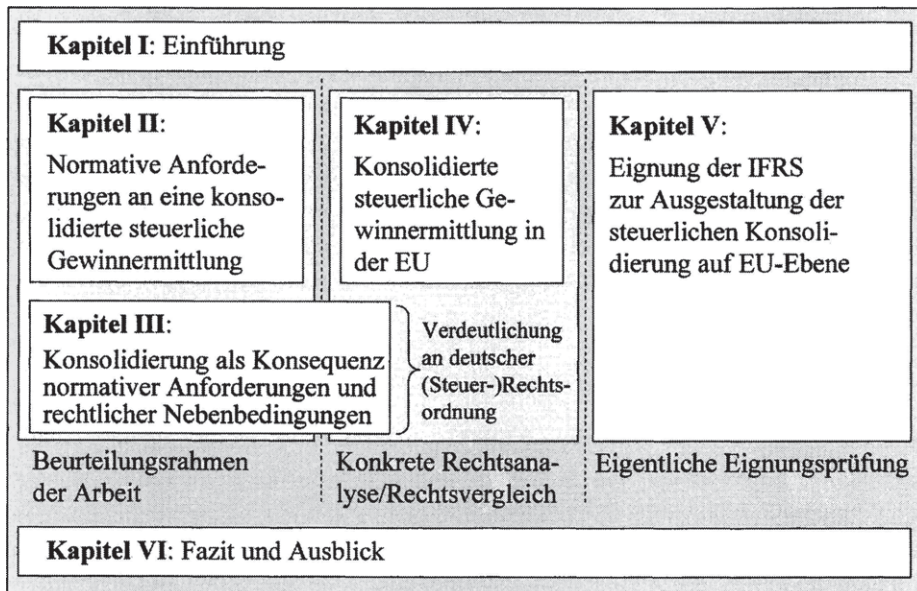 Kapitel I: Einführung
Kapitel II:
Normative Anforde-
rungen an eine konso-
lidierte steuerliche
Gewinnermittlung
Kapitel III:
Konsolidierung als Konsequenz
normativer Anforderungen und
rechtlicher Nebenbedingungen
Beurteilungsrahmen
der Arbeit
Kapitel IV:
Konsolidierte
steuerliche Ge-
winnermittlung in
der EU
Verdeutlichung
an deutscher
(Steuer-)Rechts-
ordnung
Konkrete Rechtsana-
lyse/Rechtsvergleich
Kapitel V:
Eignung der IFRS
zur Ausgestaltung der
steuerlichen Konsoli-
dierung auf EU-Ebene
Eigentliche Eignungsprüfung
Kapitel VI: Fazit und Ausblick